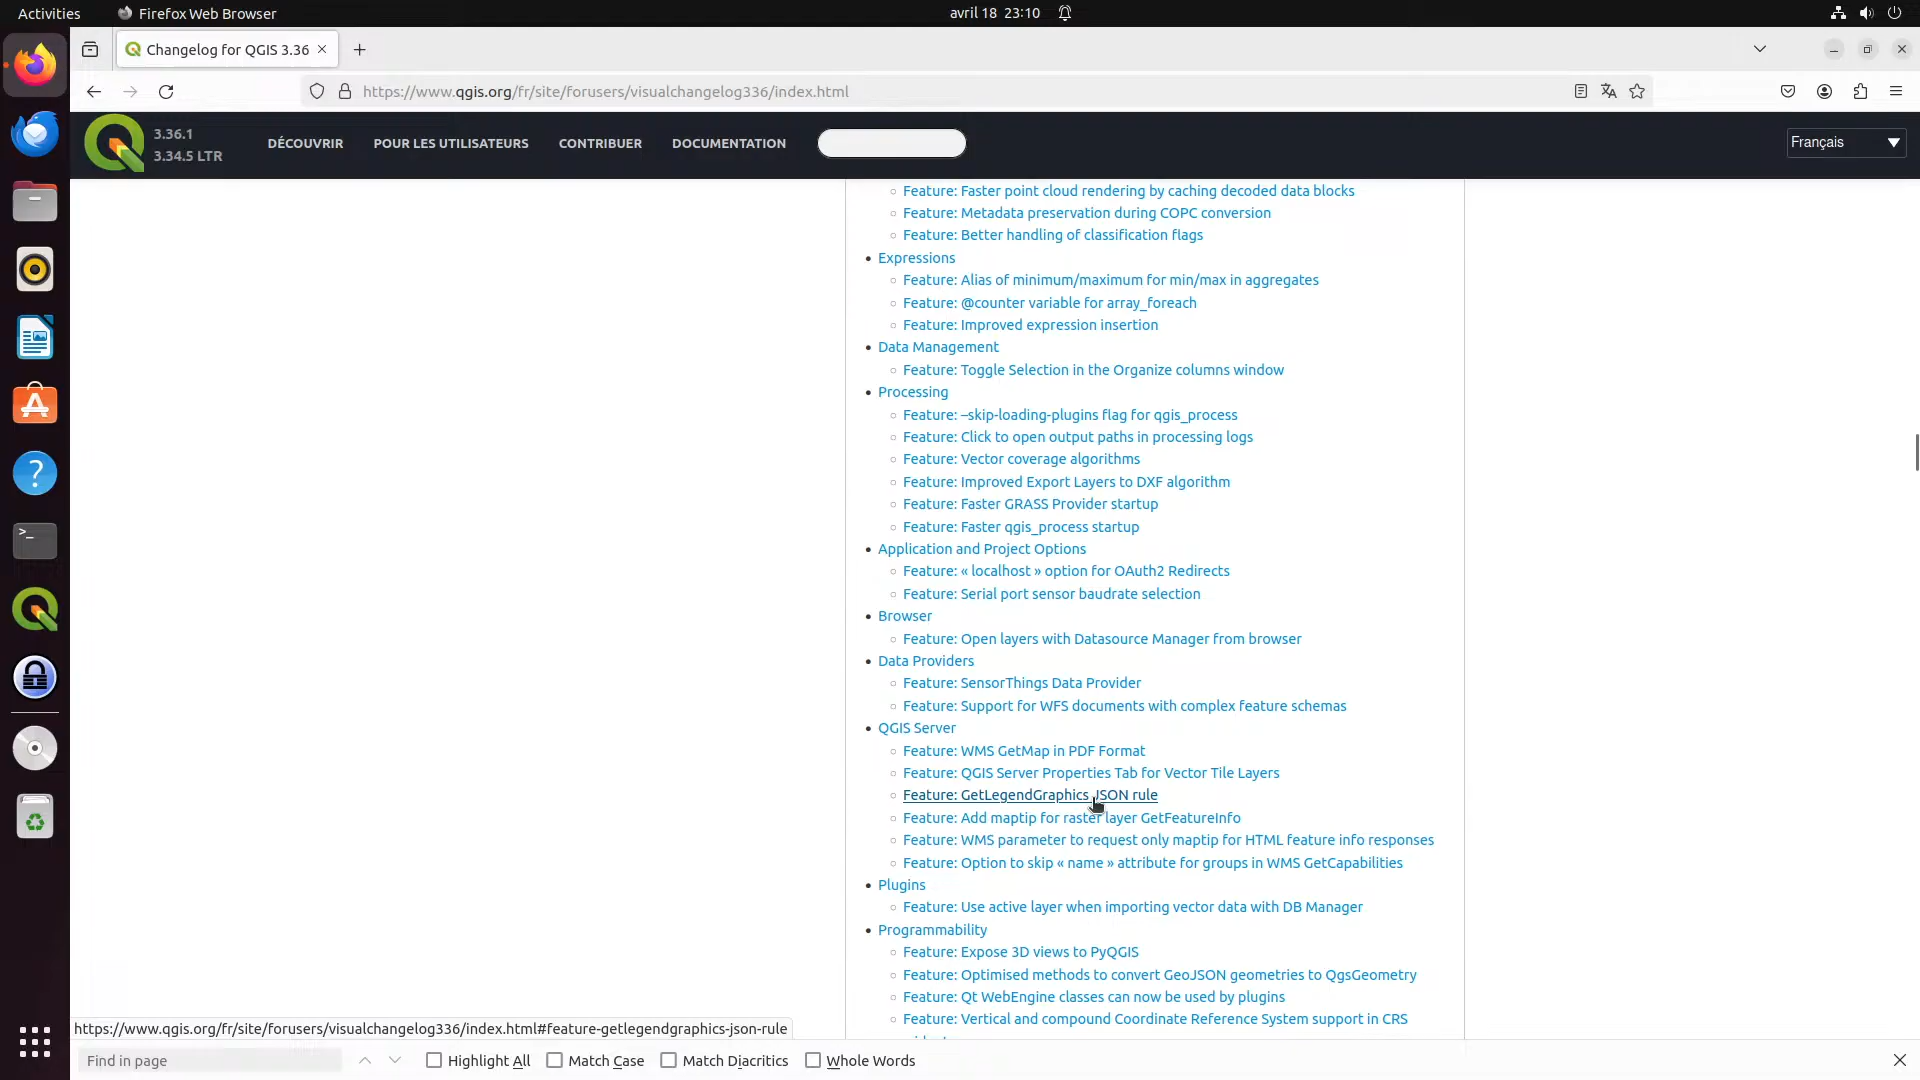 Activities
Firefox Web Browser
avril 18 23:10
Changelog for QGIS 3.36
https://www.qgis.org/fr/site/forusers/visualchangelog336/index.html
3.36.1
3.34.5 LTR
DÉCOUVRIR
POUR LES UTILISATEURS
CONTRIBUER
DOCUMENTATION
Français
Feature: Faster point cloud rendering by caching decoded data blocks
Feature: Metadata preservation during COPC conversion
Feature: Better handling of classification flags
Expressions
Feature: Alias of minimum/maximum for min/max in aggregates
Feature: @counter variable for array_foreach
Feature: Improved expression insertion
Data Management
Feature: Toggle Selection in the Organize columns window
Processing
Feature: –skip-loading-plugins flag for qgis_process
Feature: Click to open output paths in processing logs
Feature: Vector coverage algorithms
Feature: Improved Export Layers to DXF algorithm
Feature: Faster GRASS Provider startup
Feature: Faster qgis_process startup
Application and Project Options
Feature: « localhost » option for OAuth2 Redirects
Feature: Serial port sensor baudrate selection
Browser
Feature: Open layers with Datasource Manager from browser
Data Providers
Feature: SensorThings Data Provider
Feature: Support for WFS documents with complex feature schemas
QGIS Server
Feature: WMS GetMap in PDF Format
Feature: QGIS Server Properties Tab for Vector Tile Layers
Feature: GetLegendGraphics JSON rule
Feature: Add maptip for raster layer GetFeatureInfo
Feature: WMS parameter to request only maptip for HTML feature info responses
Feature: Option to skip « name » attribute for groups in WMS GetCapabilities
Plugins
Feature: Use active layer when importing vector data with DB Manager
Programmability
Feature: Expose 3D views to PyQGIS
Feature: Optimised methods to convert GeoJSON geometries to QgsGeometry
Feature: Qt WebEngine classes can now be used by plugins
Feature: Vertical and compound Coordinate Reference System support in CRS
https://www.qgis.org/fr/site/forusers/visualchangelog336/index.html#feature-getlegendgraphics-json-rule
Find in page
Highlight All
Match Case
Match Diacritics
Whole Words